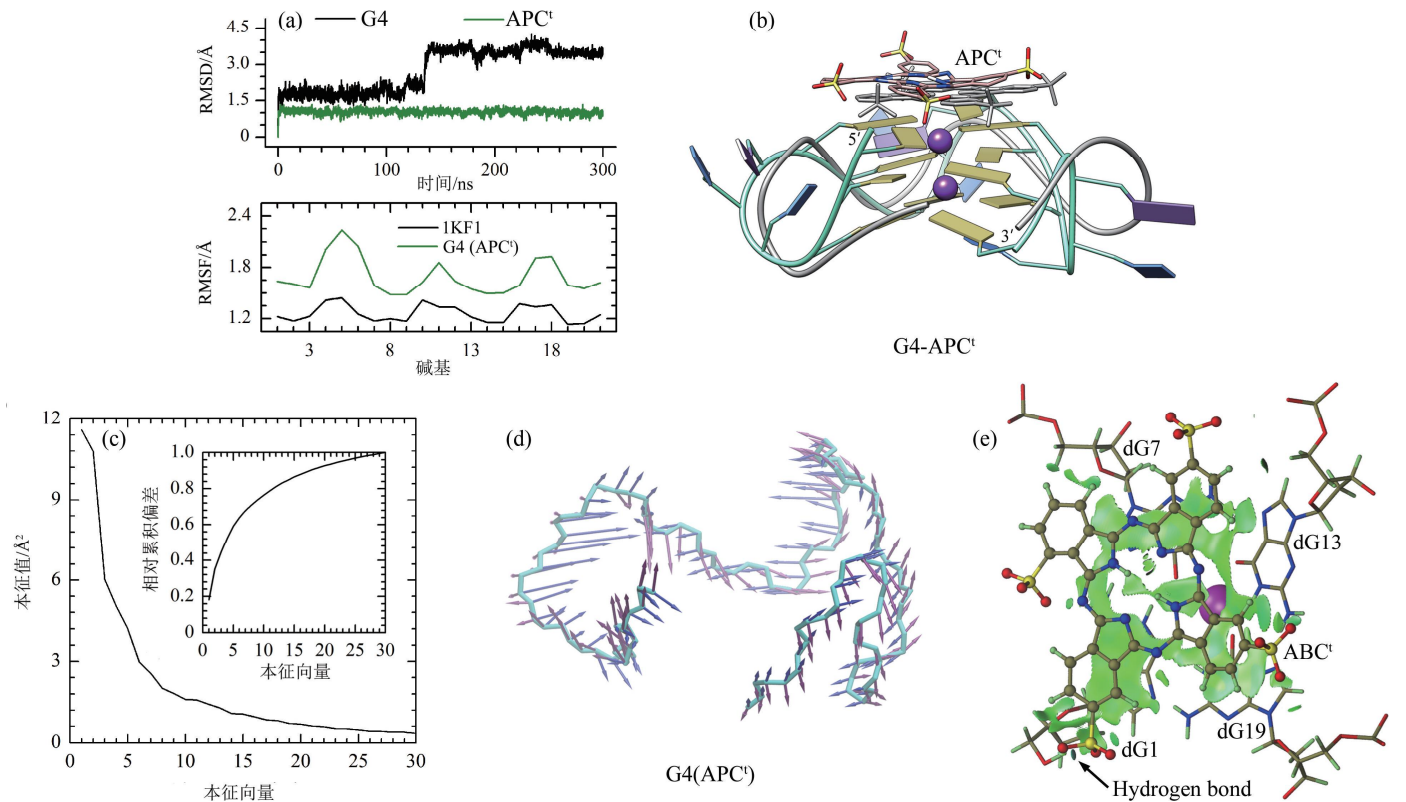 (a)
G4
APCᵗ
4.5
3.0
1.5
0
RMSD/Å
0
100
200
300
时间/ns
2.4
1.8
1.2
RMSF/Å
1KF1
G4 (APCᵗ)
3
8
13
18
碱基
(b)
APCᵗ
5′
3′
G4-APCᵗ
(c)
12
9
6
3
0
本征值/Å²
0
5
10
15
20
25
30
本征向量
1.0
0.8
0.6
0.4
0.2
0
相对累积偏差
0
5
10
15
20
25
30
本征向量
(d)
G4(APCᵗ)
(e)
dG7
dG13
ABCᵗ
dG19
dG1
Hydrogen bond